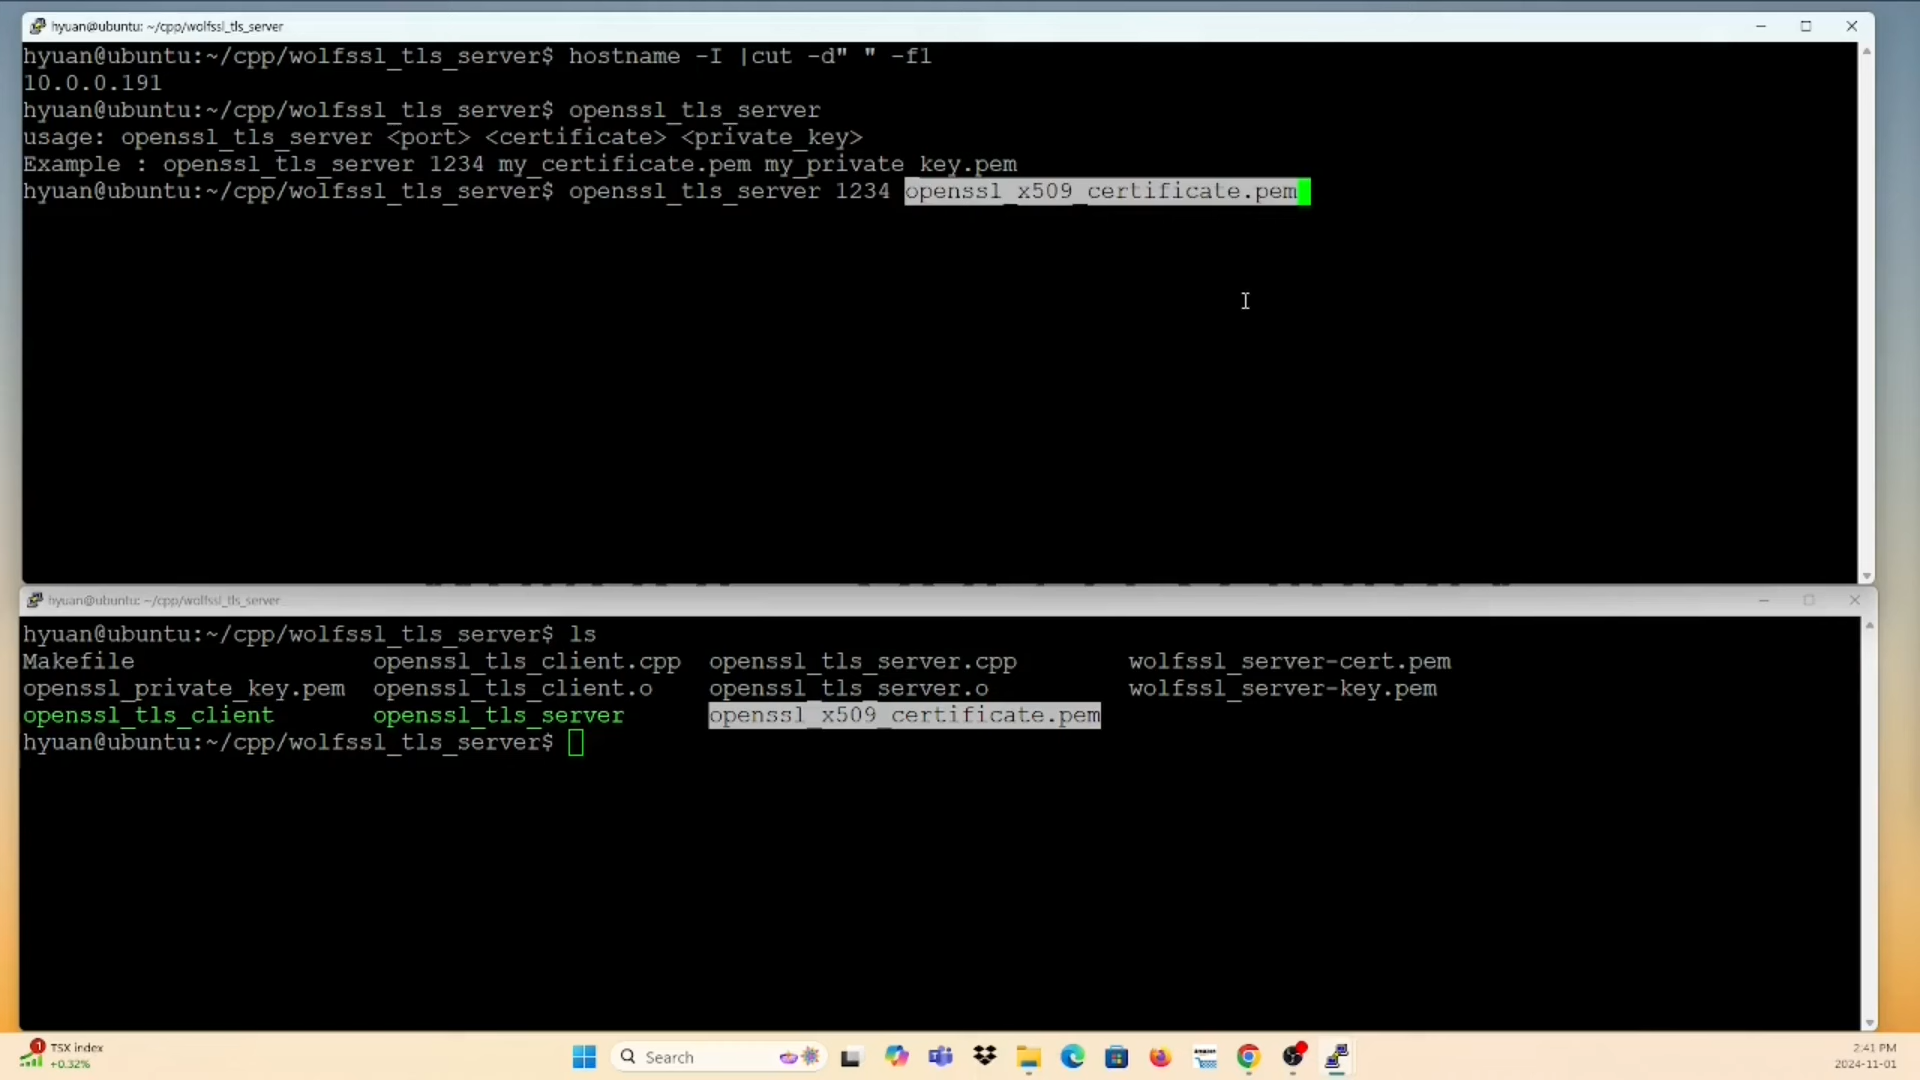 hyuan@ubuntu: ~/cpp/wolfssl_tls_server
hyuan@ubuntu:~/cpp/wolfssl_tls_server$ hostname -I |cut -d" " -f1
10.0.0.191
hyuan@ubuntu:~/cpp/wolfssl_tls_server$ openssl_tls_server
usage: openssl_tls_server <port> <certificate> <private_key>
Example : openssl_tls_server 1234 my_certificate.pem my_private_key.pem
hyuan@ubuntu:~/cpp/wolfssl_tls_server$ openssl_tls_server 1234 openssl_x509_certificate.pem
hyuan@ubuntu: ~/cpp/wolfssl_tls_server
hyuan@ubuntu:~/cpp/wolfssl_tls_server$ ls
Makefile openssl_tls_client.cpp openssl_tls_server.cpp wolfssl_server-cert.pem
openssl_private_key.pem openssl_tls_client.o openssl_tls_server.o wolfssl_server-key.pem
openssl_tls_client openssl_tls_server openssl_x509_certificate.pem
hyuan@ubuntu:~/cpp/wolfssl_tls_server$
1
TSX index
+0.32%
Search
amazon
2:41 PM
2024-11-01